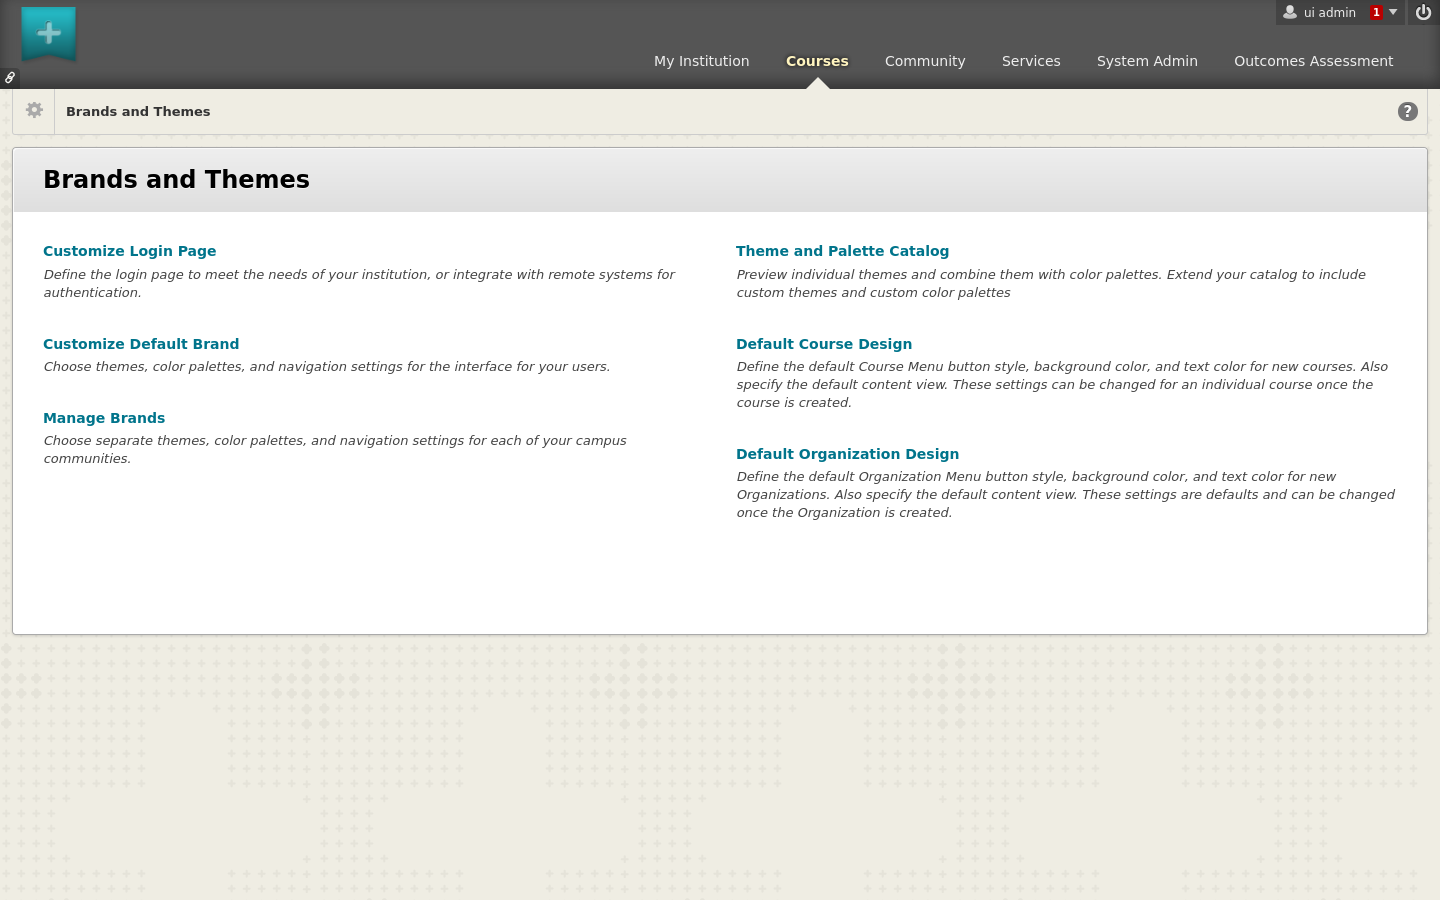 ui admin 1
My Institution Courses Community Services System Admin Outcomes Assessment
Brands and Themes ?
Brands and Themes
Customize Login Page
Define the login page to meet the needs of your institution, or integrate with remote systems for
authentication.
Customize Default Brand
Choose themes, color palettes, and navigation settings for the interface for your users.
Manage Brands
Choose separate themes, color palettes, and navigation settings for each of your campus
communities.
Theme and Palette Catalog
Preview individual themes and combine them with color palettes. Extend your catalog to include
custom themes and custom color palettes
Default Course Design
Define the default Course Menu button style, background color, and text color for new courses. Also
specify the default content view. These settings can be changed for an individual course once the
course is created.
Default Organization Design
Define the default Organization Menu button style, background color, and text color for new
Organizations. Also specify the default content view. These settings are defaults and can be changed
once the Organization is created.